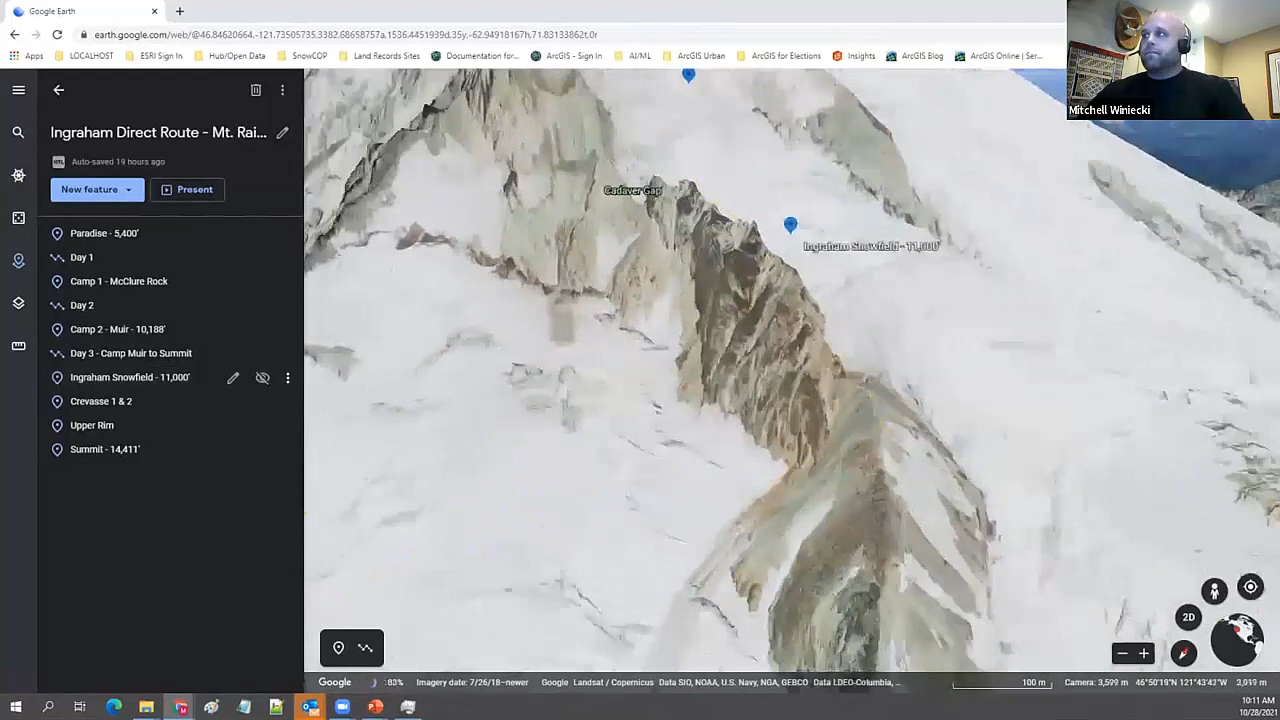 Google Earth
earth.google.com/web/@46.84620664,-121.73505735,3382.68658757a,1536.4451939d,35y,-62.94918167h,71.83133862t,0r
Apps LOCALHOST ESRI Sign In Hub/Open Data SnowCOP Land Records Sites Documentation for... ArcGIS - Sign In AI/ML ArcGIS Urban ArcGIS for Elections Insights ArcGIS Blog ArcGIS Online | Ser...
Mitchell Winiecki
Ingraham Direct Route - Mt. Rai...
Auto-saved 19 hours ago
New feature Present
Paradise - 5,400'
Day 1
Camp 1 - McClure Rock
Day 2
Camp 2 - Muir - 10,188'
Day 3 - Camp Muir to Summit
Ingraham Snowfield - 11,000'
Crevasse 1 & 2
Upper Rim
Summit - 14,411'
Cadaver Gap
Ingraham Snowfield - 11,000'
2D
Google 83% Imagery date: 7/26/18-newer Google Landsat / Copernicus Data SIO, NOAA, U.S. Navy, NGA, GEBCO Data LDEO-Columbia, ... 100 m Camera: 3,599 m 46°50'19"N 121°43'42"W 3,919 m
10:11 AM
10/28/2021